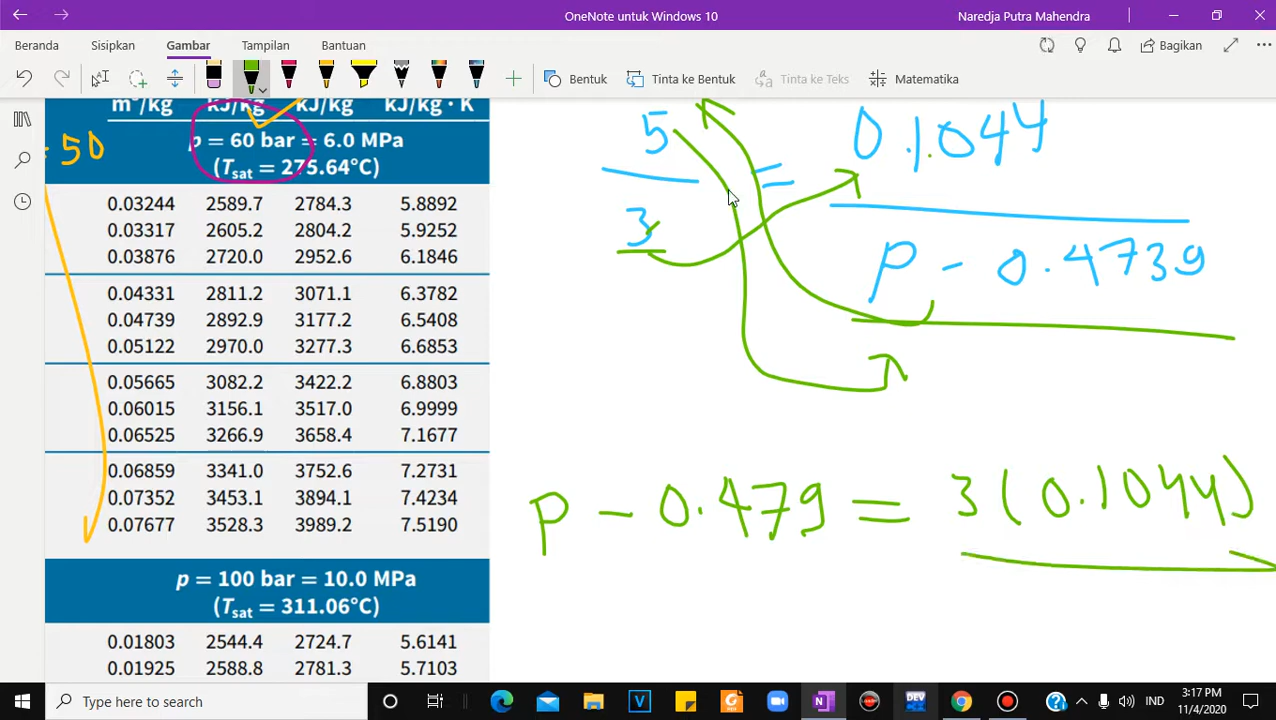 OneNote untuk Windows 10
Naredja Putra Mahendra
Beranda Sisipkan Gambar Tampilan Bantuan
Bagikan
Bentuk Tinta ke Bentuk Tinta ke Teks Matematika
m³/kg kJ/kg kJ/kg kJ/kg · K
50
p = 60 bar = 6.0 MPa
(Tsat = 275.64°C)
0.03244 2589.7 2784.3 5.8892
0.03317 2605.2 2804.2 5.9252
0.03876 2720.0 2952.6 6.1846
0.04331 2811.2 3071.1 6.3782
0.04739 2892.9 3177.2 6.5408
0.05122 2970.0 3277.3 6.6853
0.05665 3082.2 3422.2 6.8803
0.06015 3156.1 3517.0 6.9999
0.06525 3266.9 3658.4 7.1677
0.06859 3341.0 3752.6 7.2731
0.07352 3453.1 3894.1 7.4234
0.07677 3528.3 3989.2 7.5190
p = 100 bar = 10.0 MPa
(Tsat = 311.06°C)
0.01803 2544.4 2724.7 5.6141
0.01925 2588.8 2781.3 5.7103
5 = 0.1044
3 p - 0.4739
p - 0.479 = 3(0.1044)
Type here to search
IND
3:17 PM
11/4/2020